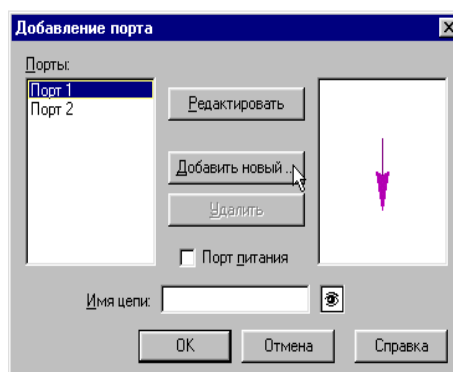 Добавление порта
Порты:
Порт 1
Порт 2
Редактировать
Добавить новый ..
Удалить
Порт питания
Имя цепи:
OK
Отмена
Справка